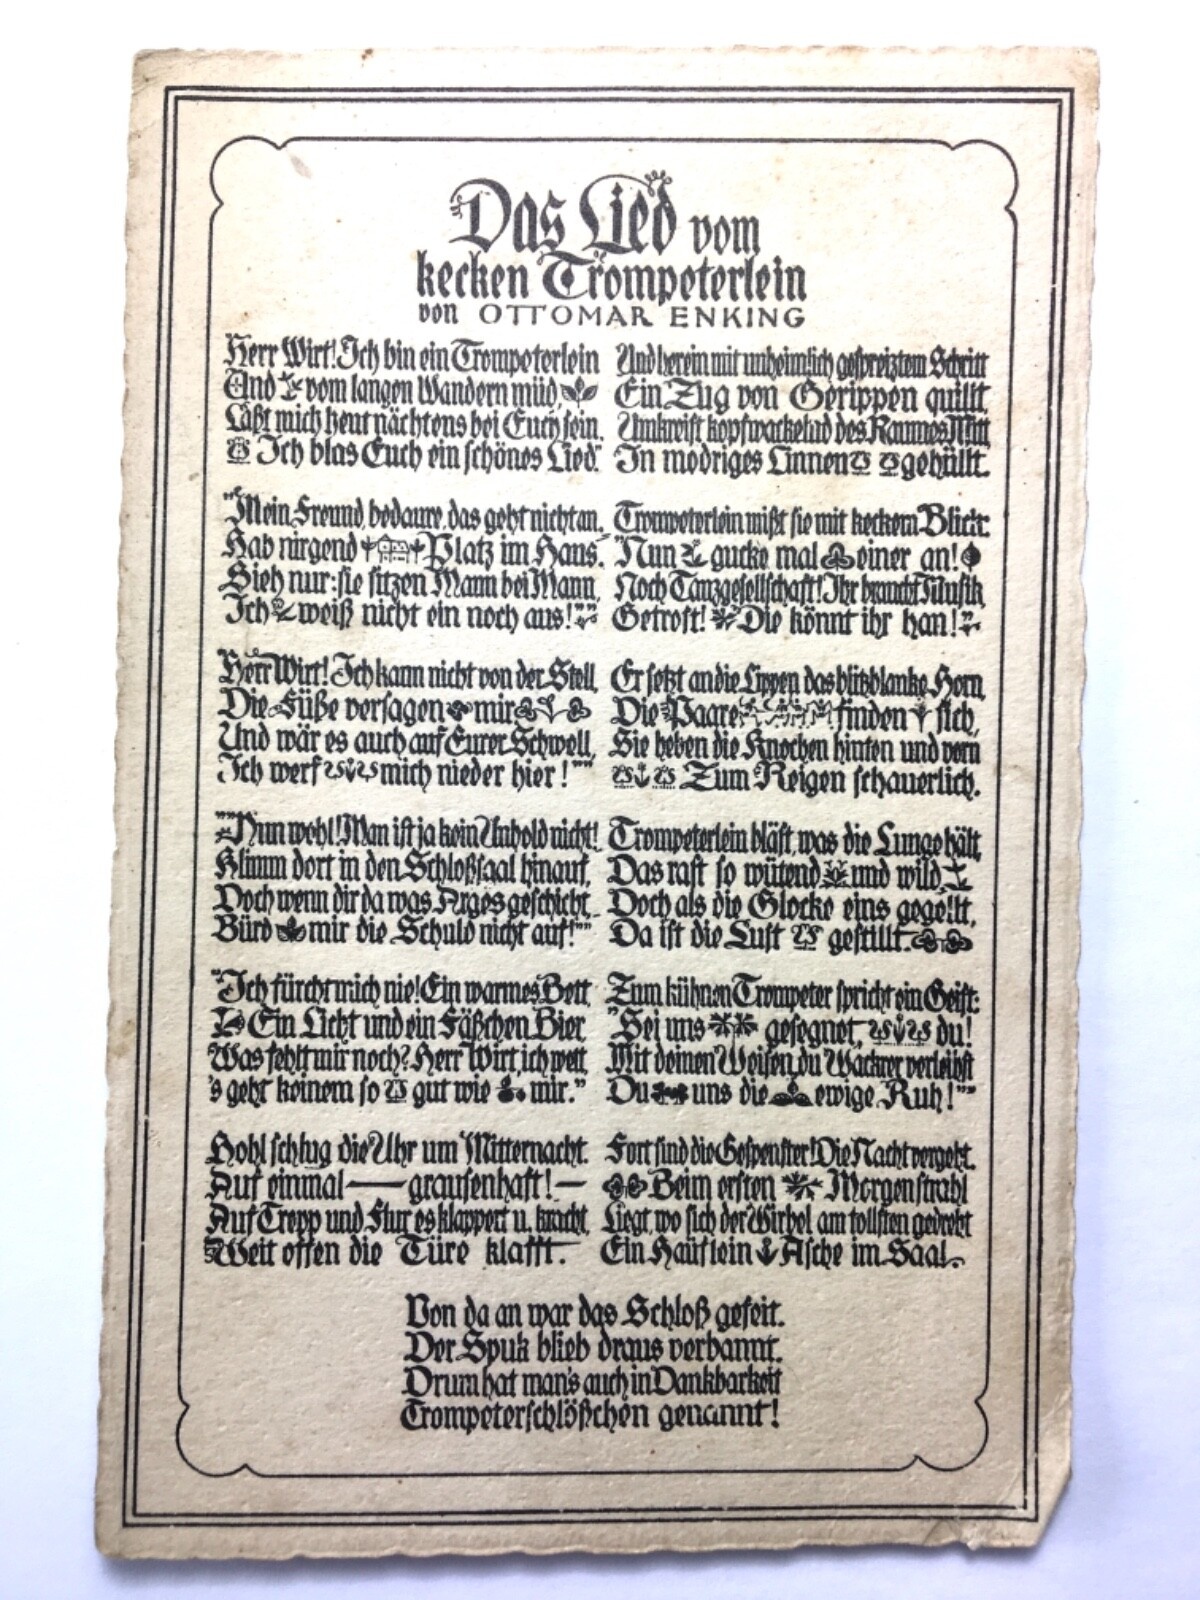 Das Lied vom
kecken Trompeterlein
von OTTOMAR ENKING
Herr Wirt! Ich bin ein Trompeterlein
Und vom langen Wandern müd,
Laßt mich heut nächtens bei Euch sein,
Ich blas Euch ein schönes Lied."
"Mein Freund, bedaure, das geht nicht an,
Hab nirgend Platz im Haus.
Sieh nur: sie sitzen Mann bei Mann,
Ich weiß nicht ein noch aus!""
Herr Wirt! Ich kann nicht von der Stell,
Die Füße versagen mir
Und wär es auch auf Eurer Schwell,
Ich werf mich nieder hier!""
""Nun wohl! Man ist ja kein Unhold nicht!
Klimm dort in den Schloßsaal hinauf,
Doch wenn dir da was Arges geschicht,
Bürd mir die Schuld nicht auf!""
"Ich fürcht mich nie! Ein warmes Bett
Ein Licht und ein Fäßchen Bier
Was fehlt mir noch? Herr Wirt, ich wett,
's geht keinem so gut wie mir."
Hohl schlug die Uhr um Mitternacht.
Auf einmal — grausenhaft! —
Auf Trepp und Flur es klappert u. kracht,
Weit offen die Türe klafft.
Und herein mit unheimlich gespreiztem Schritt
Ein Zug von Gerippen quillt,
Umkreist kopfwackelnd des Raumes Mitt,
In modriges Linnen gehüllt.
Trompeterlein mißt sie mit keckem Blick:
"Nun gucke mal einer an!
Noch Tanzgesellschaft! Ihr braucht Musik,
Getrost! Die könnt ihr han!"
Er setzt an die Lippen das blitzblanke Horn,
Die Paare finden sich,
Sie heben die Knochen hinten und vorn
Zum Reigen schauerlich.
Trompeterlein bläst, was die Lunge hält,
Das rast so wütend und wild,
Doch als die Glocke eins gegellt,
Da ist die Lust gestillt.
Zum kühnen Trompeter spricht ein Geist:
"Sei uns gesegnet, du!
Mit deinen Weisen, du Wackrer verleihst
Du uns die ewige Ruh!""
Fort sind die Gespenster! Die Nacht vergeht.
Beim ersten Morgenstrahl
Liegt, wo sich der Wirbel am tollsten gedreht
Ein Häuflein Asche im Saal.
Von da an war das Schloß gefeit.
Der Spuk blieb draus verbannt.
Drum hat man's auch in Dankbarkeit
Trompeterschlößchen genannt!